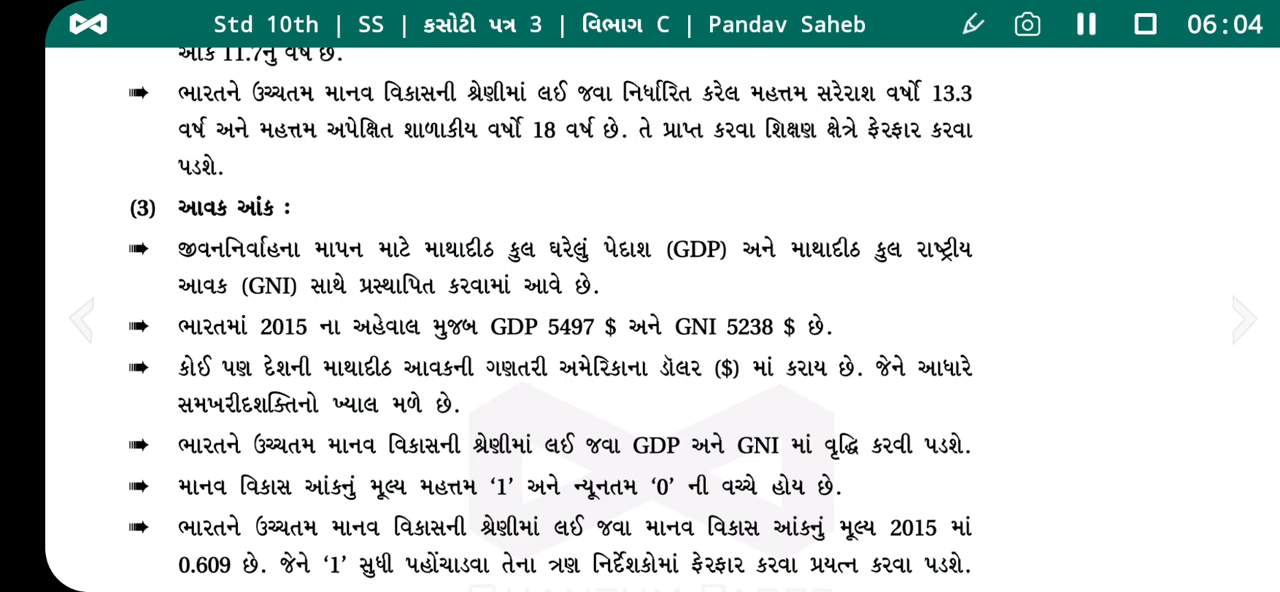 Std 10th | SS | કસોટી પત્ર 3 | વિભાગ C | Pandav Saheb
06:04
આંક 11.7નું વર્ષ છે.
➠ ભારતને ઉચ્ચતમ માનવ વિકાસની શ્રેણીમાં લઈ જવા નિર્ધારિત કરેલ મહત્તમ સરેરાશ વર્ષો 13.3
વર્ષ અને મહત્તમ અપેક્ષિત શાળાકીય વર્ષો 18 વર્ષ છે. તે પ્રાપ્ત કરવા શિક્ષણ ક્ષેત્રે ફેરફાર કરવા
પડશે.
(3) આવક આંક :
➠ જીવનનિર્વાહના માપન માટે માથાદીઠ કુલ ઘરેલું પેદાશ (GDP) અને માથાદીઠ કુલ રાષ્ટ્રીય
આવક (GNI) સાથે પ્રસ્થાપિત કરવામાં આવે છે.
➠ ભારતમાં 2015 ના અહેવાલ મુજબ GDP 5497 $ અને GNI 5238 $ છે.
➠ કોઈ પણ દેશની માથાદીઠ આવકની ગણતરી અમેરિકાના ડૉલર ($) માં કરાય છે. જેને આધારે
સમખરીદશક્તિનો ખ્યાલ મળે છે.
➠ ભારતને ઉચ્ચતમ માનવ વિકાસની શ્રેણીમાં લઈ જવા GDP અને GNI માં વૃદ્ધિ કરવી પડશે.
➠ માનવ વિકાસ આંકનું મૂલ્ય મહત્તમ ‘1’ અને ન્યૂનતમ ‘0’ ની વચ્ચે હોય છે.
➠ ભારતને ઉચ્ચતમ માનવ વિકાસની શ્રેણીમાં લઈ જવા માનવ વિકાસ આંકનું મૂલ્ય 2015 માં
0.609 છે. જેને ‘1’ સુધી પહોંચાડવા તેના ત્રણ નિર્દેશકોમાં ફેરફાર કરવા પ્રયત્ન કરવા પડશે.